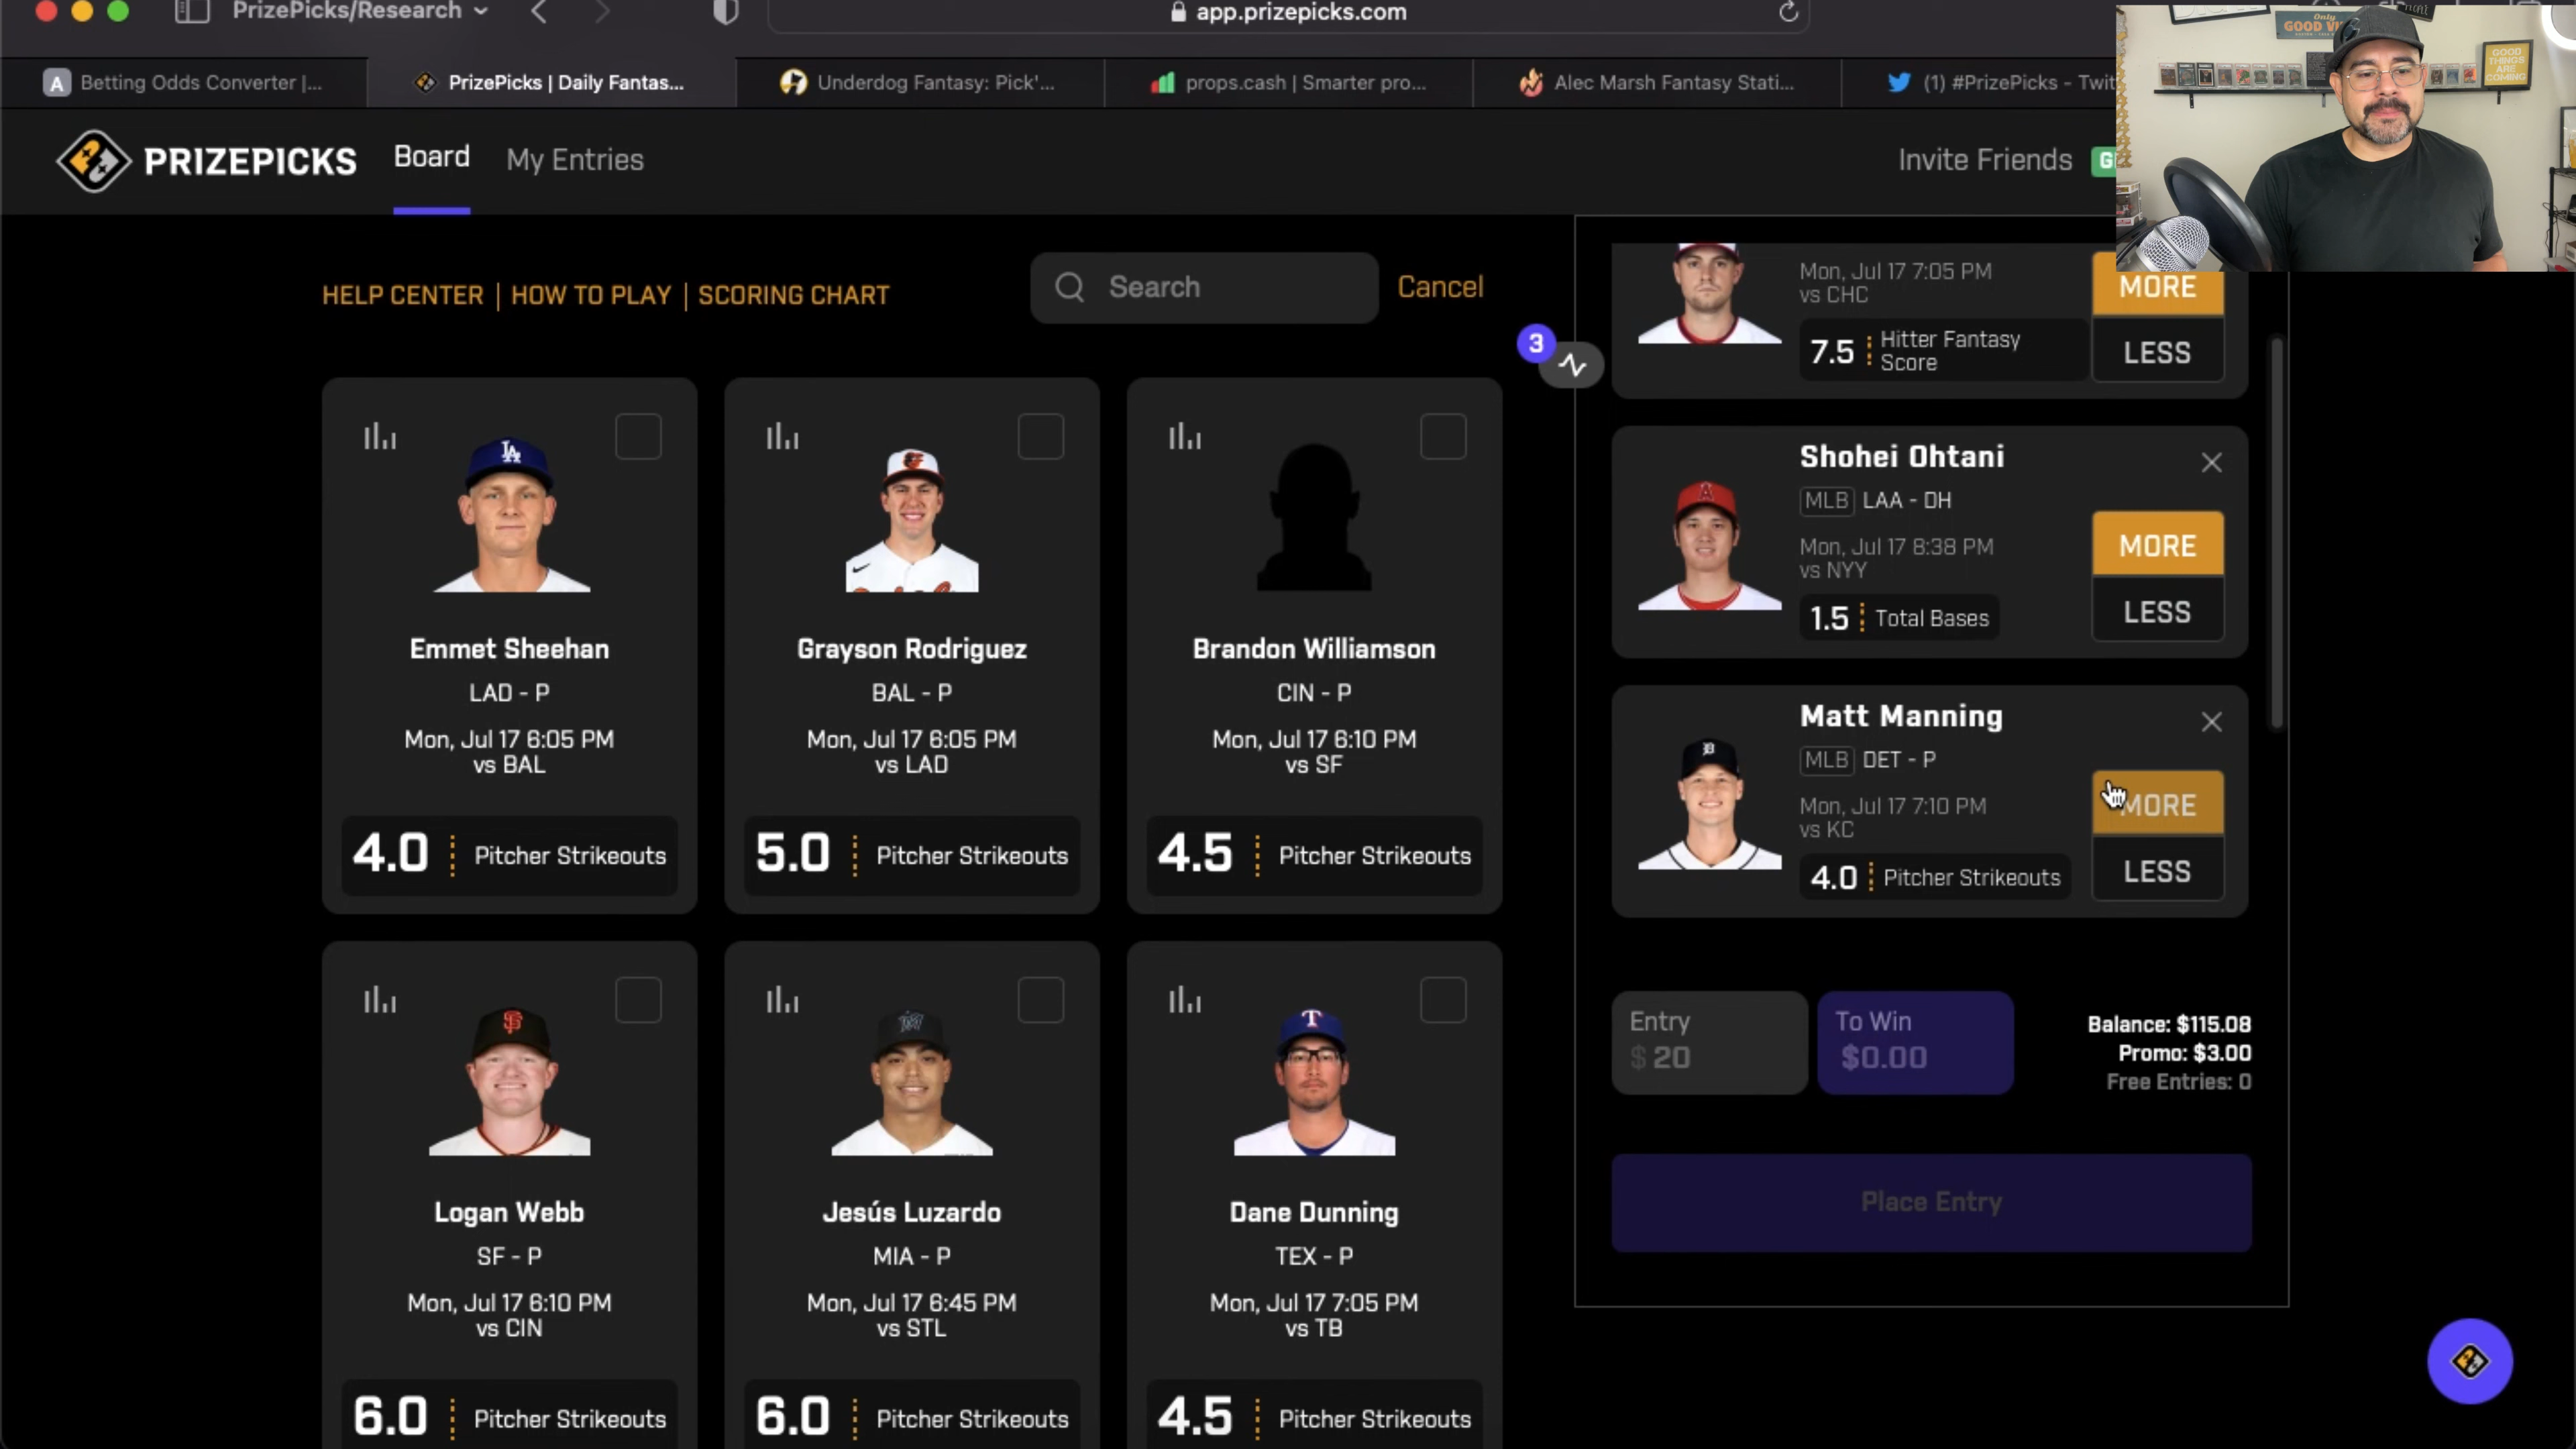 PrizePicks/Research
app.prizepicks.com
Betting Odds Converter |...
PrizePicks | Daily Fantas...
Underdog Fantasy: Pick'...
props.cash | Smarter pro...
Alec Marsh Fantasy Stati...
(1) #PrizePicks - Twit
Only
GOOD VI
GOOD
THINGS
ARE
COMING
PRIZEPICKS
Board
My Entries
Invite Friends
G
HELP CENTER | HOW TO PLAY | SCORING CHART
Search
Cancel
3
Emmet Sheehan
LAD - P
Mon, Jul 17 6:05 PM
vs BAL
4.0 Pitcher Strikeouts
Grayson Rodriguez
BAL - P
Mon, Jul 17 6:05 PM
vs LAD
5.0 Pitcher Strikeouts
Brandon Williamson
CIN - P
Mon, Jul 17 6:10 PM
vs SF
4.5 Pitcher Strikeouts
Logan Webb
SF - P
Mon, Jul 17 6:10 PM
vs CIN
6.0 Pitcher Strikeouts
Jesús Luzardo
MIA - P
Mon, Jul 17 6:45 PM
vs STL
6.0 Pitcher Strikeouts
Dane Dunning
TEX - P
Mon, Jul 17 7:05 PM
vs TB
4.5 Pitcher Strikeouts
Mon, Jul 17 7:05 PM
vs CHC
7.5 Hitter Fantasy
Score
MORE
LESS
Shohei Ohtani
MLB LAA - DH
Mon, Jul 17 8:38 PM
vs NYY
1.5 Total Bases
MORE
LESS
Matt Manning
MLB DET - P
Mon, Jul 17 7:10 PM
vs KC
4.0 Pitcher Strikeouts
MORE
LESS
Entry
$ 20
To Win
$0.00
Balance: $115.08
Promo: $3.00
Free Entries: 0
Place Entry